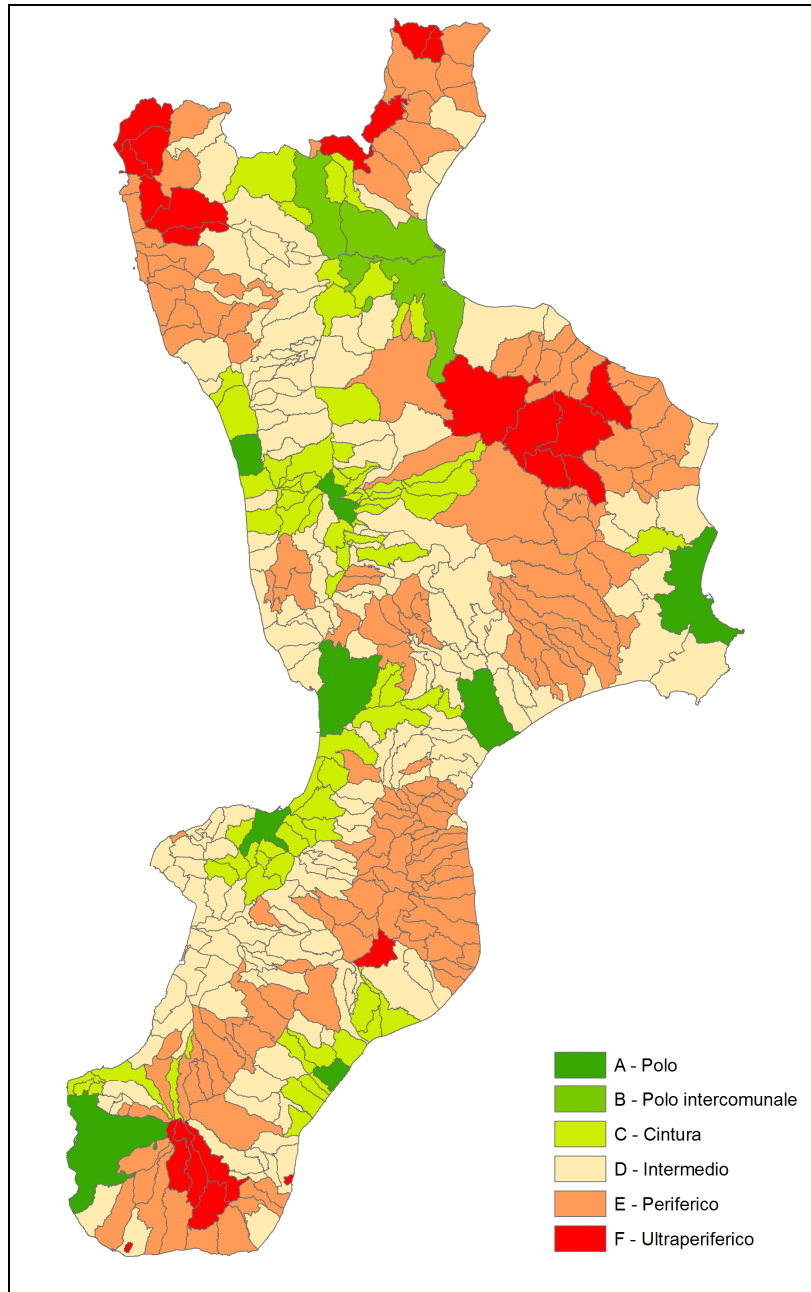 A - Polo
B - Polo intercomunale
C - Cintura
D - Intermedio
E - Periferico
F - Ultraperiferico